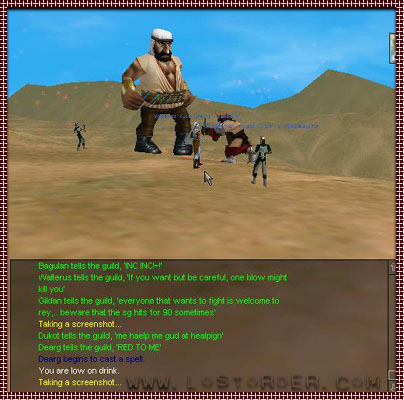 Bagulan tells the guild, 'INC INC!~!'
Walterus tells the guild, 'If you want but be careful, one blow might
kill you'
Gildan tells the guild, 'everyone that wants to fight is welcome to
rey,.. beware that the sg hits for 90 sometimes'
Taking a screenshot...
Dukot tells the guild, 'me haelp me gud at healpign'
Dearg tells the guild, 'RED TO ME'
Dearg begins to cast a spell.
You are low on drink.
Taking a screenshot...
www.LostOrder.com